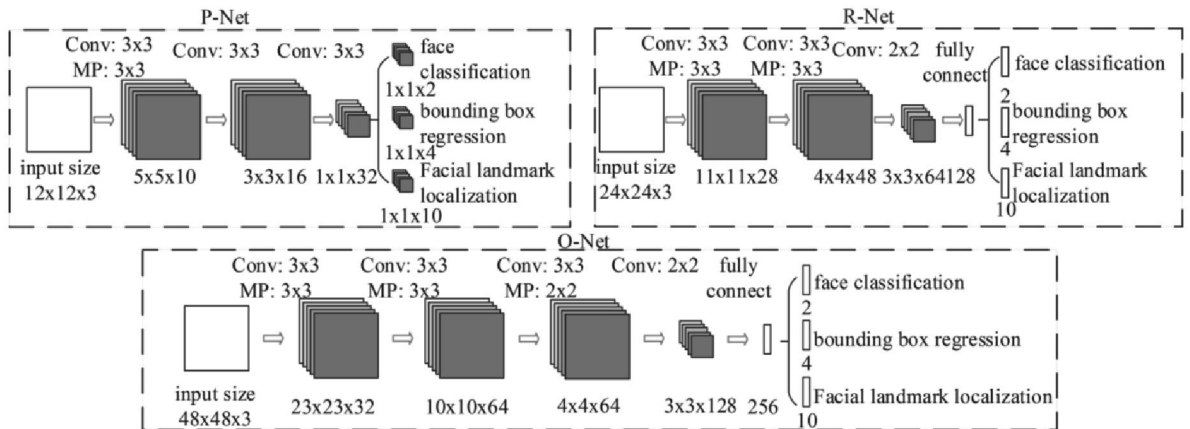 P-Net
Conv: 3x3 Conv: 3x3 Conv: 3x3
MP: 3x3
face
classification
1x1x2
bounding box
regression
1x1x4
Facial landmark
localization
1x1x10
input size
12x12x3
5x5x10 3x3x16 1x1x32
R-Net
Conv: 3x3 Conv: 3x3 Conv: 2x2 fully
MP: 3x3 MP: 3x3 connect
face classification
2
bounding box
regression
4
Facial landmark
localization
10
input size
24x24x3
11x11x28 4x4x48 3x3x64 128
O-Net
Conv: 3x3 Conv: 3x3 Conv: 3x3 Conv: 2x2 fully
MP: 3x3 MP: 3x3 MP: 2x2 connect
face classification
2
bounding box regression
4
Facial landmark localization
10
input size
48x48x3
23x23x32 10x10x64 4x4x64 3x3x128 256